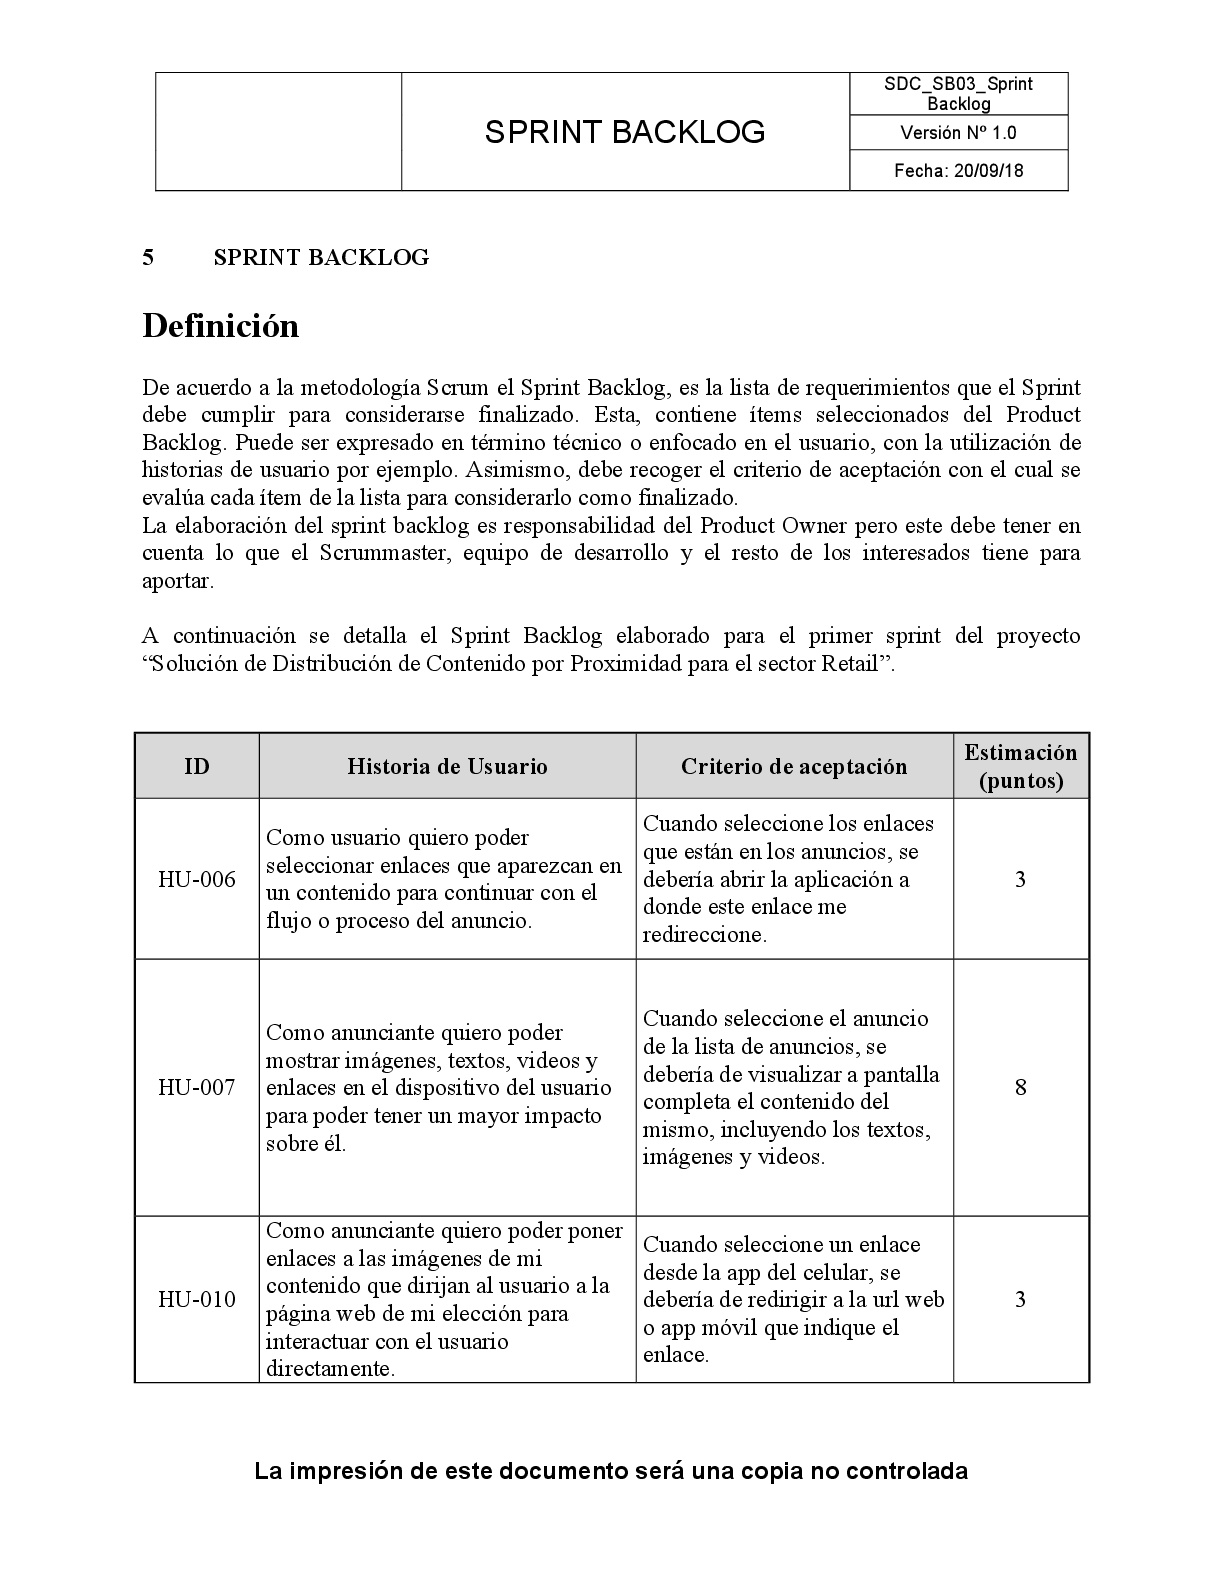 SPRINT BACKLOG
SDC_SB03_Sprint
Backlog
Versión Nº 1.0
Fecha: 20/09/18
5 SPRINT BACKLOG
Definición
De acuerdo a la metodología Scrum el Sprint Backlog, es la lista de requerimientos que el Sprint
debe cumplir para considerarse finalizado. Esta, contiene ítems seleccionados del Product
Backlog. Puede ser expresado en término técnico o enfocado en el usuario, con la utilización de
historias de usuario por ejemplo. Asimismo, debe recoger el criterio de aceptación con el cual se
evalúa cada ítem de la lista para considerarlo como finalizado.
La elaboración del sprint backlog es responsabilidad del Product Owner pero este debe tener en
cuenta lo que el Scrummaster, equipo de desarrollo y el resto de los interesados tiene para
aportar.
A continuación se detalla el Sprint Backlog elaborado para el primer sprint del proyecto
“Solución de Distribución de Contenido por Proximidad para el sector Retail”.
ID
Historia de Usuario
Criterio de aceptación
Estimación
(puntos)
HU-006
Como usuario quiero poder
seleccionar enlaces que aparezcan en
un contenido para continuar con el
flujo o proceso del anuncio.
Cuando seleccione los enlaces
que están en los anuncios, se
debería abrir la aplicación a
donde este enlace me
redireccione.
3
HU-007
Como anunciante quiero poder
mostrar imágenes, textos, videos y
enlaces en el dispositivo del usuario
para poder tener un mayor impacto
sobre él.
Cuando seleccione el anuncio
de la lista de anuncios, se
debería de visualizar a pantalla
completa el contenido del
mismo, incluyendo los textos,
imágenes y videos.
8
HU-010
Como anunciante quiero poder poner
enlaces a las imágenes de mi
contenido que dirijan al usuario a la
página web de mi elección para
interactuar con el usuario
directamente.
Cuando seleccione un enlace
desde la app del celular, se
debería de redirigir a la url web
o app móvil que indique el
enlace.
3
La impresión de este documento será una copia no controlada